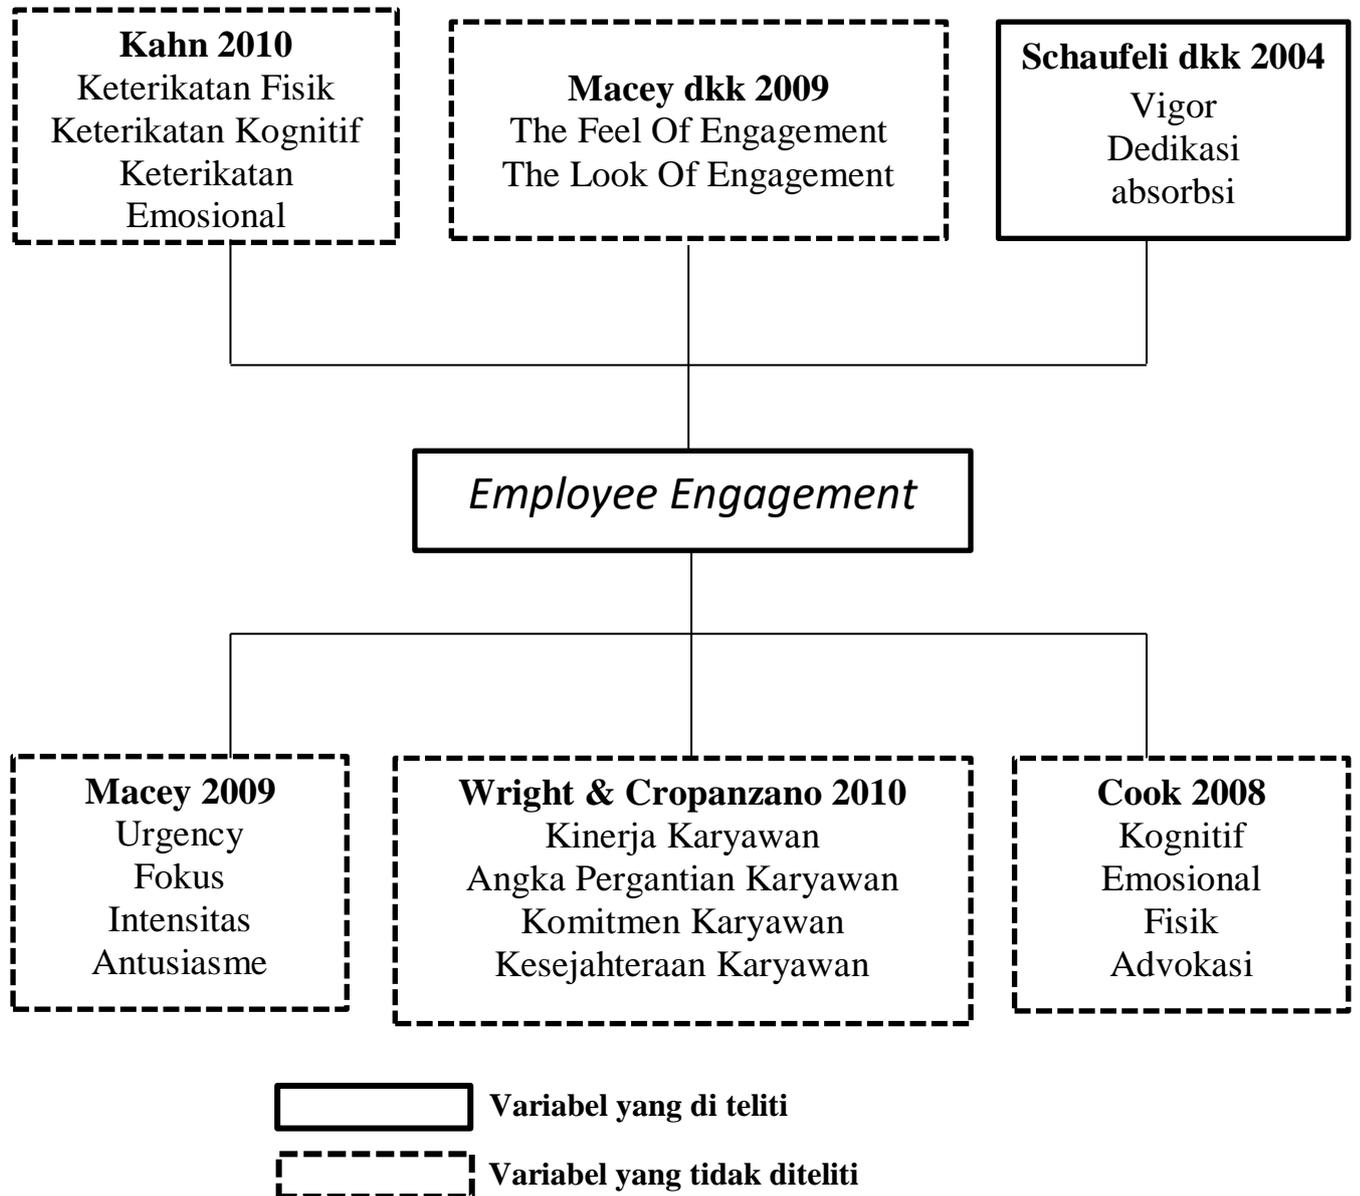 Kahn 2010
Keterikatan Fisik
Keterikatan Kognitif
Keterikatan
Emosional
Macey dkk 2009
The Feel Of Engagement
The Look Of Engagement
Schaufeli dkk 2004
Vigor
Dedikasi
absorbsi
Employee Engagement
Macey 2009
Urgency
Fokus
Intensitas
Antusiasme
Wright & Cropanzano 2010
Kinerja Karyawan
Angka Pergantian Karyawan
Komitmen Karyawan
Kesejahteraan Karyawan
Cook 2008
Kognitif
Emosional
Fisik
Advokasi
Variabel yang di teliti
Variabel yang tidak diteliti